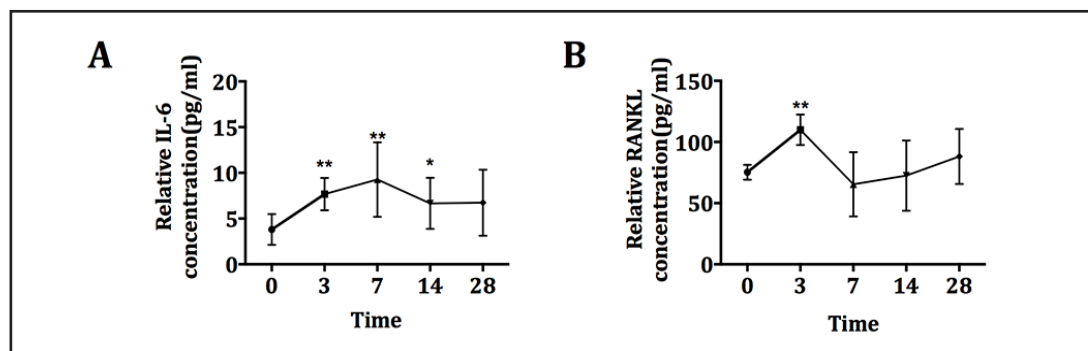 A
Relative IL-6
concentration(pg/ml)
20
15
10
5
0
**
**
*
0 3 7 14 28
Time
B
Relative RANKL
concentration(pg/ml)
150
100
50
0
**
0 3 7 14 28
Time